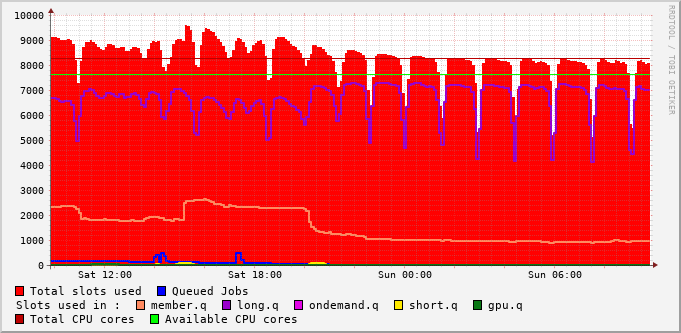 RRDTOOL / TOBI OETIKER
10000
9000
8000
7000
6000
5000
4000
3000
2000
1000
0
Sat 12:00 Sat 18:00 Sun 00:00 Sun 06:00
Total slots used Queued Jobs
Slots used in : member.q long.q ondemand.q short.q gpu.q
Total CPU cores Available CPU cores